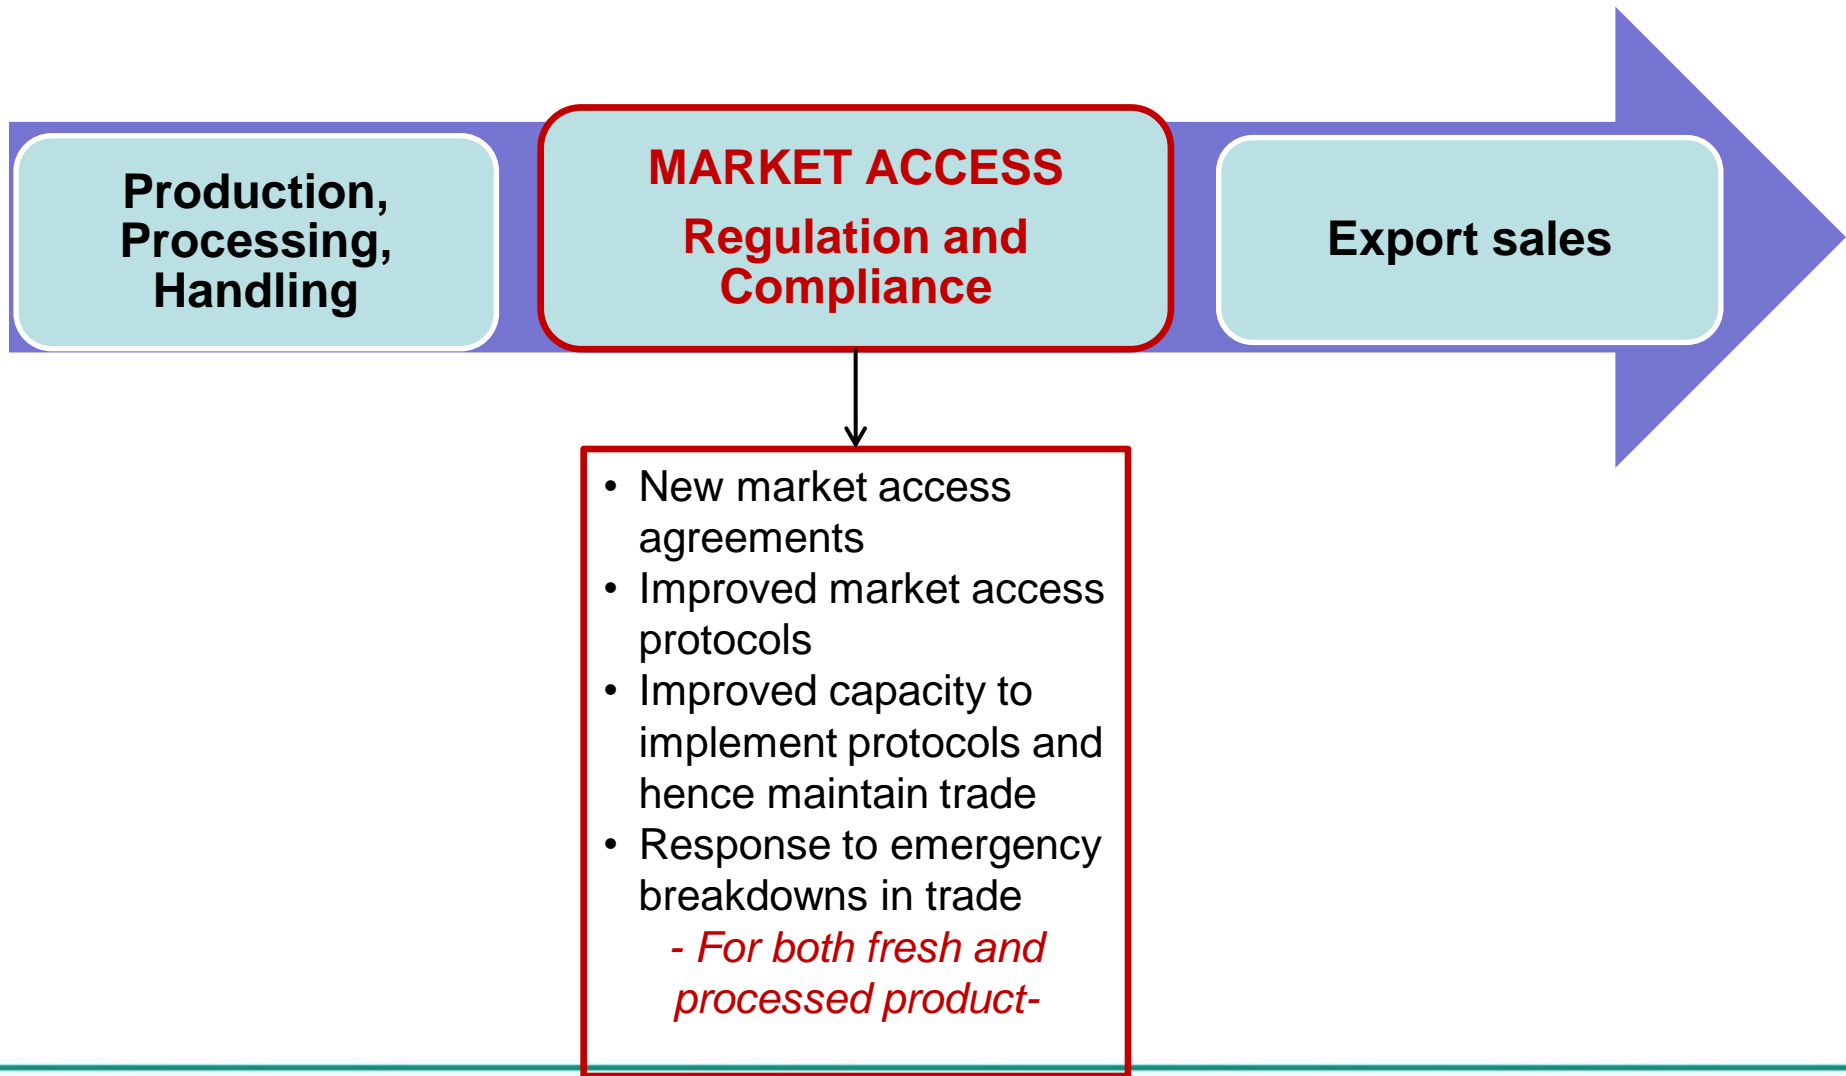 Production,
Processing,
Handling
MARKET ACCESS
Regulation and
Compliance
Export sales
• New market access
agreements
• Improved market access
protocols
• Improved capacity to
implement protocols and
hence maintain trade
• Response to emergency
breakdowns in trade
- For both fresh and
processed product-